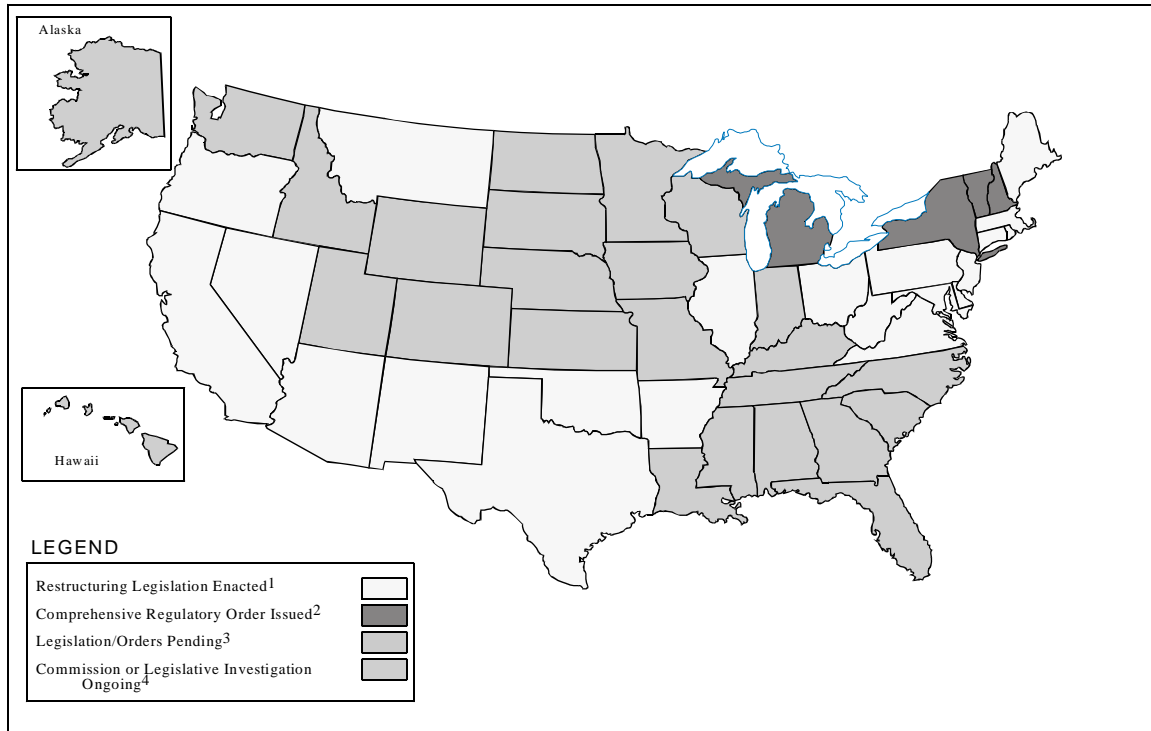 Alaska
Hawaii
LEGEND
Restructuring Legislation Enacted1
Comprehensive Regulatory Order Issued2
Legislation/Orders Pending3
Commission or Legislative Investigation
Ongoing4